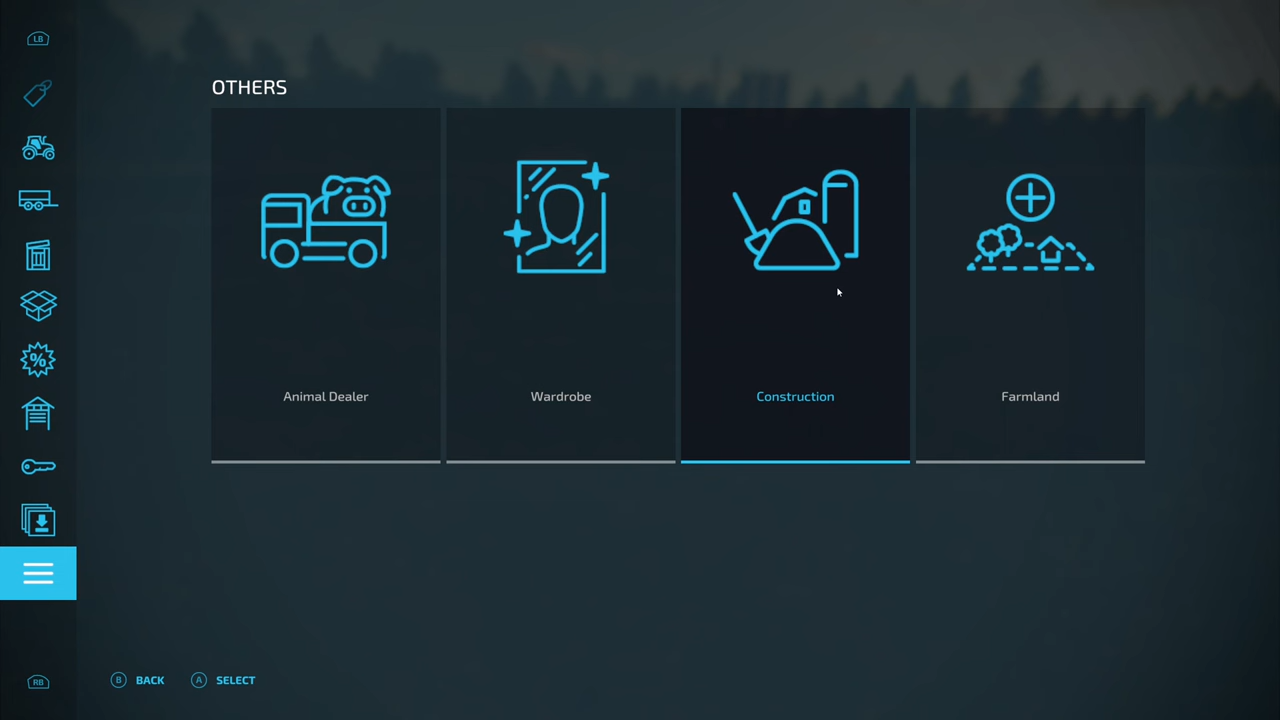 LB
OTHERS
%
Animal Dealer
Wardrobe
Construction
Farmland
B BACK A SELECT
RB